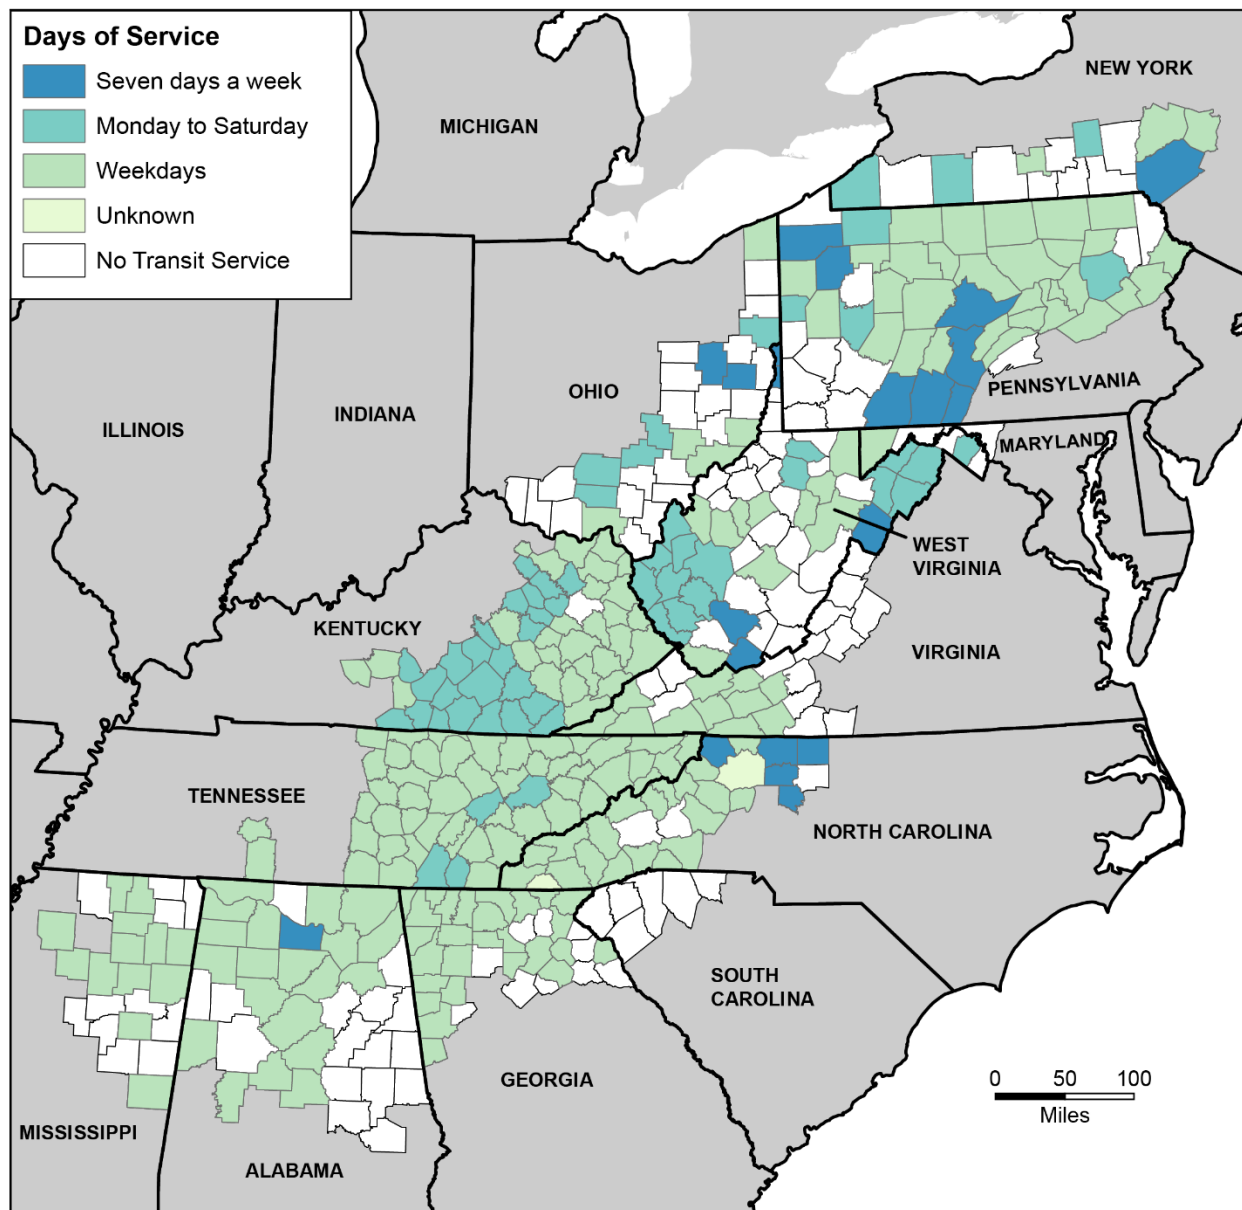 Days of Service
Seven days a week
Monday to Saturday
Weekdays
Unknown
No Transit Service
NEW YORK
MICHIGAN
PENNSYLVANIA
OHIO
INDIANA
ILLINOIS
MARYLAND
WEST
VIRGINIA
KENTUCKY
VIRGINIA
TENNESSEE
NORTH CAROLINA
SOUTH
CAROLINA
GEORGIA
0 50 100
Miles
MISSISSIPPI
ALABAMA